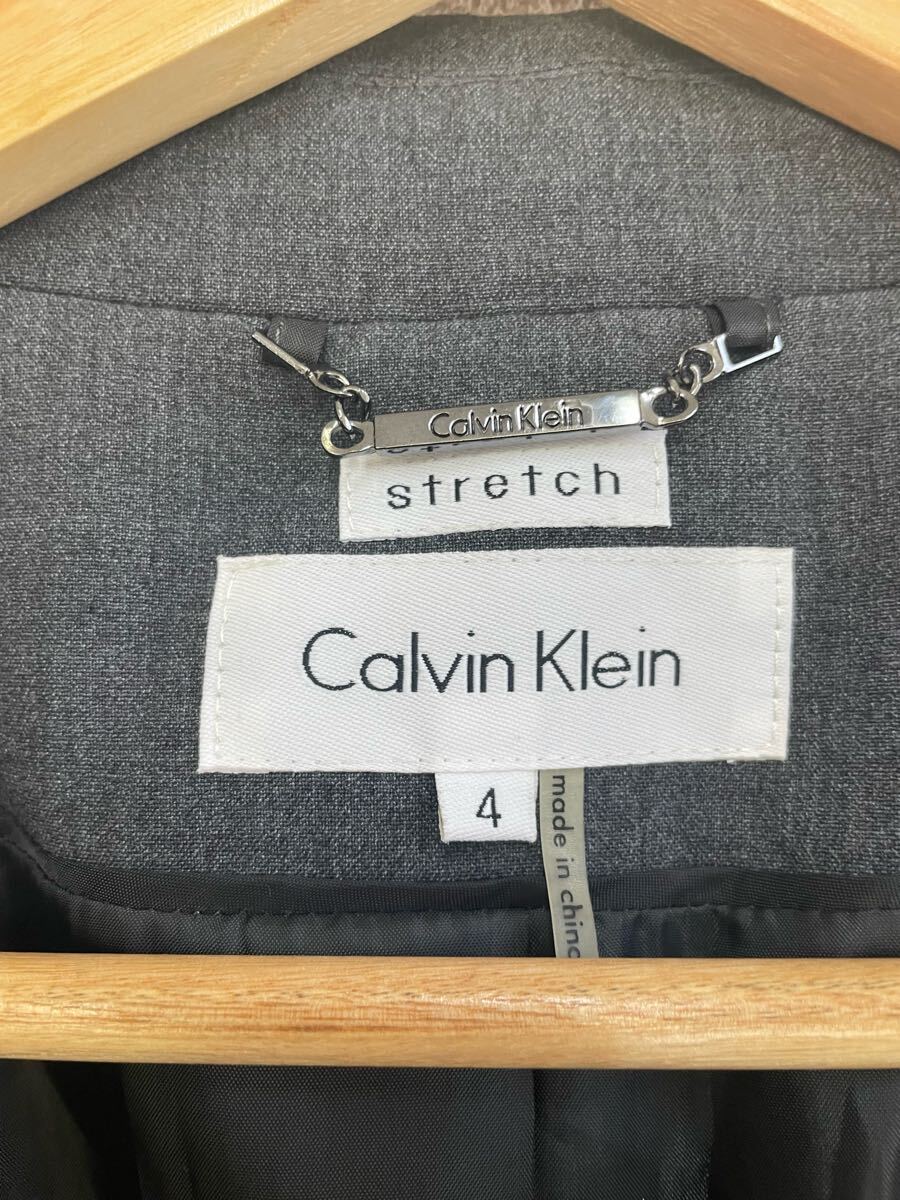 Calvin Klein
stretch
Calvin Klein
4
made in china